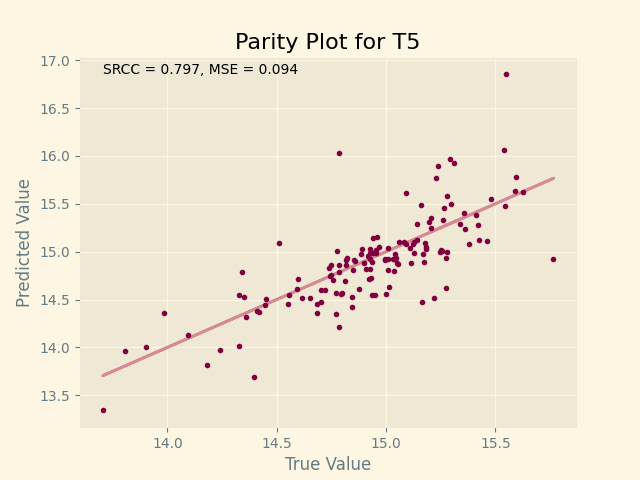 Parity Plot for T5
SRCC = 0.797, MSE = 0.094
Predicted Value
17.0
16.5
16.0
15.5
15.0
14.5
14.0
13.5
14.0 14.5 15.0 15.5
True Value